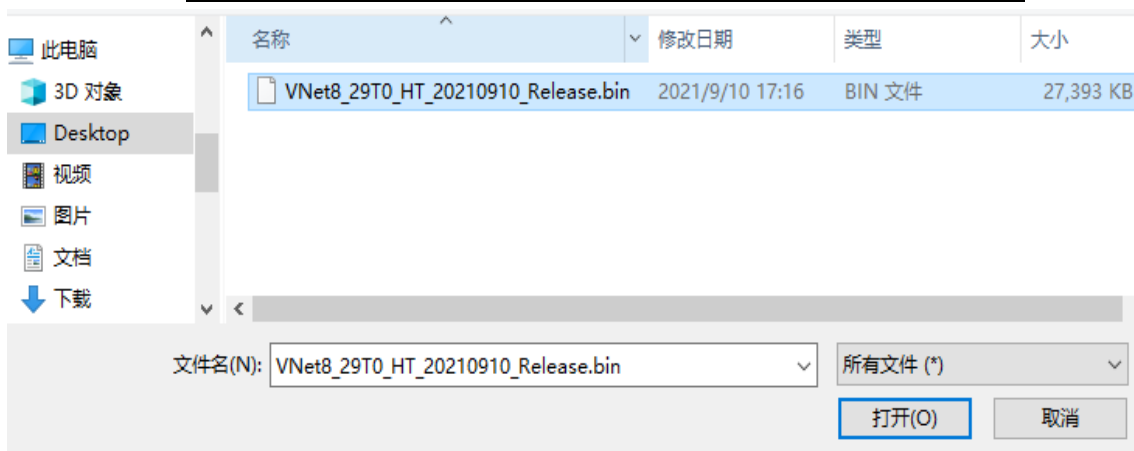 此电脑
3D 对象
Desktop
视频
图片
文档
下载
名称 修改日期 类型 大小
VNet8_29T0_HT_20210910_Release.bin 2021/9/10 17:16 BIN 文件 27,393 KB
文件名(N): VNet8_29T0_HT_20210910_Release.bin 所有文件 (*)
打开(O) 取消